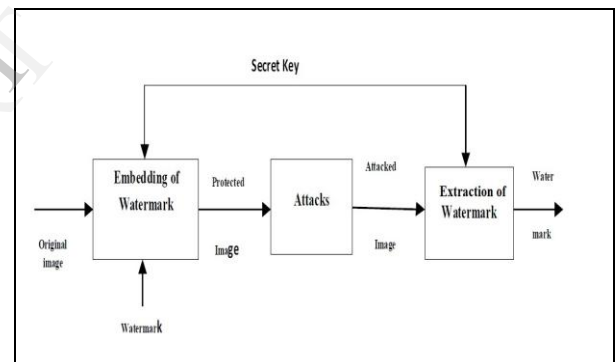 Secret Key
Embedding of
Watermark
Protected
Image
Attacks
Attacked
Image
Extraction of
Watermark
Water
mark
Original
image
Watermark